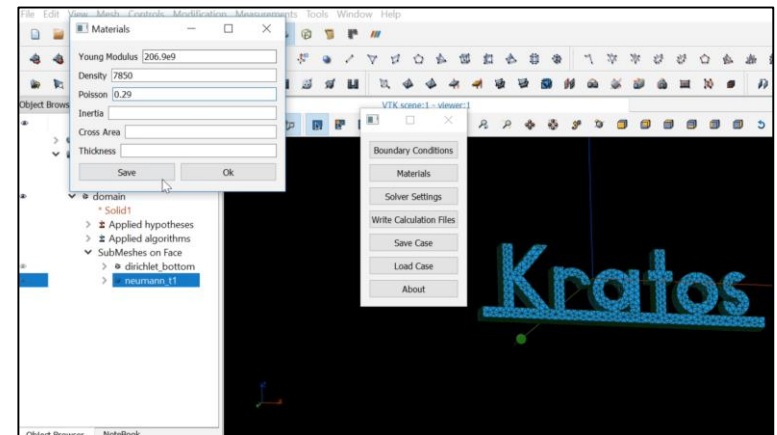 File Edit View Mesh Controls Modification Measurements Tools Window Help
Materials
Young Modulus 206.9e9
Density 7850
Poisson 0.29
Inertia
Cross Area
Thickness
Save Ok
Object Brows
VTK scene:1 - viewer:1
Boundary Conditions
Materials
Solver Settings
Write Calculation Files
Save Case
Load Case
About
domain
* Solid1
Applied hypotheses
Applied algorithms
SubMeshes on Face
dirichlet_bottom
neumann_t1
Kratos
Object Browser NoteBook